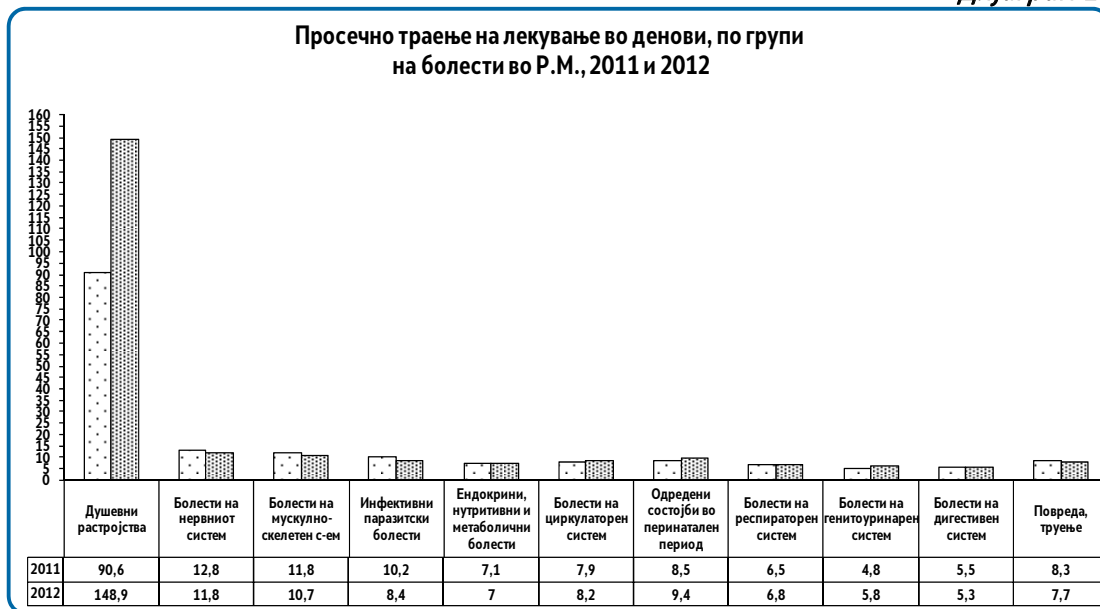 Просечно траење на лекување во денови, по групи
на болести во Р.М., 2011 и 2012
160
155
150
145
140
135
130
125
120
115
110
105
100
95
90
85
80
75
70
65
60
55
50
45
40
35
30
25
20
15
10
5
0
Душевни
растројства
Болести на
нервниот
систем
Болести на
мускулно-
скелетен с-ем
Инфективни
паразитски
болести
Ендокрини,
нутритивни и
метаболични
болести
Болести на
циркулаторен
систем
Одредени
состојби во
перинатален
период
Болести на
респираторен
систем
Болести на
генитоуринарен
систем
Болести на
дигестивен
систем
Повреда,
труење
2011 90,6 12,8 11,8 10,2 7,1 7,9 8,5 6,5 4,8 5,5 8,3
2012 148,9 11,8 10,7 8,4 7 8,2 9,4 6,8 5,8 5,3 7,7